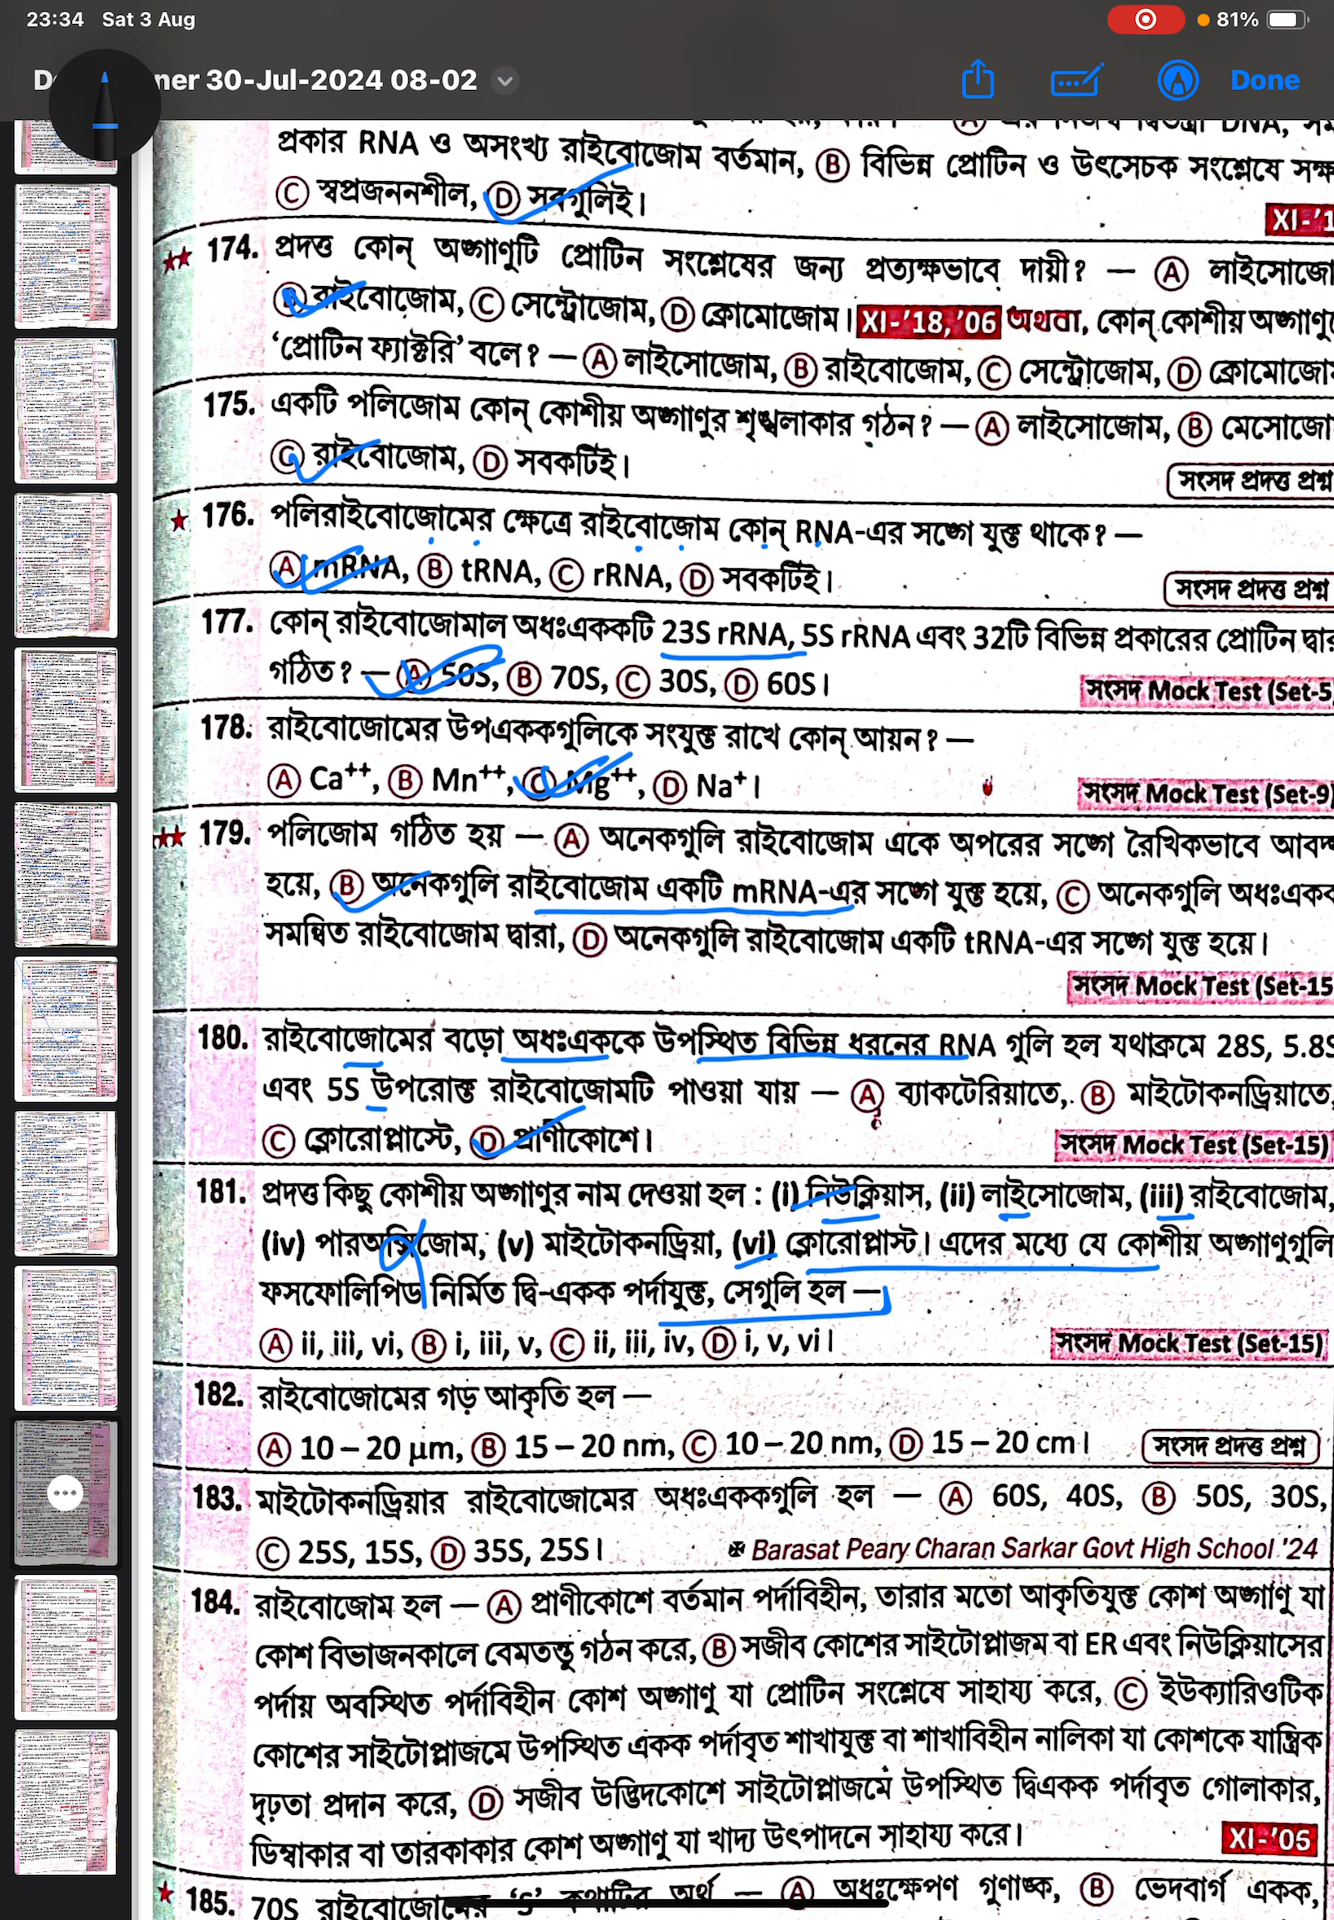 23:34 Sat 3 Aug
81%
ner 30-Jul-2024 08-02
Done
প্রকার RNA ও অসংখ্য রাইবোজোম বর্তমান, Ⓑ বিভিন্ন প্রোটিন ও উৎসেচক সংশ্লেষে
Ⓒ স্বপ্রজননশীল, Ⓓ সবগুলিই।
XI-'1
★★ 174. প্রদত্ত কোন্ অঙ্গাণুটি প্রোটিন সংশ্লেষের জন্য প্রত্যক্ষভাবে দায়ী? — Ⓐ লাইসোজো
Ⓑ রাইবোজোম, Ⓒ সেন্ট্রোজোম, Ⓓ ক্রোমোজোম। XI-'18,'06 অথবা, কোন্ কোশীয় অঙ্গাণু
'প্রোটিন ফ্যাক্টরি' বলে? — Ⓐ লাইসোজোম, Ⓑ রাইবোজোম, Ⓒ সেন্ট্রোজোম, Ⓓ ক্রোমোজো
175. একটি পলিজোম কোন্ কোশীয় অঙ্গাণুর শৃঙ্খলাকার গঠন? — Ⓐ লাইসোজোম, Ⓑ মেসোজো
Ⓒ রাইবোজোম, Ⓓ সবকটিই।
সংসদ প্রদত্ত প্রশ্ন
★ 176. পলিরাইবোজোমের ক্ষেত্রে রাইবোজোম কোন্ RNA-এর সঙ্গে যুক্ত থাকে? —
Ⓐ mRNA, Ⓑ tRNA, Ⓒ rRNA, Ⓓ সবকটিই।
সংসদ প্রদত্ত প্রশ্ন
177. কোন্ রাইবোজোমাল অধঃএককটি 23S rRNA, 5S rRNA এবং 32টি বিভিন্ন প্রকারের প্রোটিন
গঠিত? — Ⓐ 50S, Ⓑ 70S, Ⓒ 30S, Ⓓ 60S।
সংসদ Mock Test (Set-5
178. রাইবোজোমের উপএককগুলিকে সংযুক্ত রাখে কোন্ আয়ন? —
Ⓐ Ca⁺⁺, Ⓑ Mn⁺⁺, Ⓒ Mg⁺⁺, Ⓓ Na⁺।
সংসদ Mock Test (Set-9)
★★ 179. পলিজোম গঠিত হয় — Ⓐ অনেকগুলি রাইবোজোম একে অপরের সঙ্গে রৈখিকভাবে
হয়ে, Ⓑ অনেকগুলি রাইবোজোম একটি mRNA-এর সঙ্গে যুক্ত হয়ে, Ⓒ অনেকগুলি অধঃএকক
সমন্বিত রাইবোজোম দ্বারা, Ⓓ অনেকগুলি রাইবোজোম একটি tRNA-এর সঙ্গে যুক্ত হয়ে।
সংসদ Mock Test (Set-15
180. রাইবোজোমের বড়ো অধঃএককে উপস্থিত বিভিন্ন ধরনের RNA গুলি হল যথাক্রমে 28S, 5.8S
এবং 5S উপরোক্ত রাইবোজোমটি পাওয়া যায় — Ⓐ ব্যাকটেরিয়াতে, Ⓑ মাইটোকনড্রিয়াতে,
Ⓒ ক্লোরোপ্লাস্টে, Ⓓ প্রাণীকোশে।
সংসদ Mock Test (Set-15)
181. প্রদত্ত কিছু কোশীয় অঙ্গাণুর নাম দেওয়া হল : (i) নিউক্লিয়াস, (ii) লাইসোজোম, (iii) রাইবোজোম,
(iv) পারঅক্সিজোম, (v) মাইটোকনড্রিয়া, (vi) ক্লোরোপ্লাস্ট। এদের মধ্যে যে কোশীয় অঙ্গাণুগুলি
ফসফোলিপিড নির্মিত দ্বি-একক পর্দাযুক্ত, সেগুলি হল —
Ⓐ ii, iii, vi, Ⓑ i, iii, v, Ⓒ ii, iii, iv, Ⓓ i, v, vi।
সংসদ Mock Test (Set-15)
182. রাইবোজোমের গড় আকৃতি হল —
Ⓐ 10 – 20 μm, Ⓑ 15 – 20 nm, Ⓒ 10 – 20 nm, Ⓓ 15 – 20 cm।
সংসদ প্রদত্ত প্রশ্ন
183. মাইটোকনড্রিয়ার রাইবোজোমের অধঃএককগুলি হল — Ⓐ 60S, 40S, Ⓑ 50S, 30S,
Ⓒ 25S, 15S, Ⓓ 35S, 25S।
✠ Barasat Peary Charan Sarkar Govt High School '24
184. রাইবোজোম হল — Ⓐ প্রাণীকোশে বর্তমান পর্দাবিহীন, তারার মতো আকৃতিযুক্ত কোশ অঙ্গাণু যা
কোশ বিভাজনকালে বেমতন্তু গঠন করে, Ⓑ সজীব কোশের সাইটোপ্লাজম বা ER এবং নিউক্লিয়াসের
পর্দায় অবস্থিত পর্দাবিহীন কোশ অঙ্গাণু যা প্রোটিন সংশ্লেষে সাহায্য করে, Ⓒ ইউক্যারিওটিক
কোশের সাইটোপ্লাজমে উপস্থিত একক পর্দাবৃত শাখাযুক্ত বা শাখাবিহীন নালিকা যা কোশকে যান্ত্রিক
দৃঢ়তা প্রদান করে, Ⓓ সজীব উদ্ভিদকোশে সাইটোপ্লাজমে উপস্থিত দ্বিএকক পর্দাবৃত গোলাকার,
ডিম্বাকার বা তারকাকার কোশ অঙ্গাণু যা খাদ্য উৎপাদনে সাহায্য করে।
XI-'05
★ 185. 70S রাইবোজোমের 'S' কথাটির অর্থ — Ⓐ অধঃক্ষেপণ গুণাঙ্ক, Ⓑ ভেদবার্গ একক,